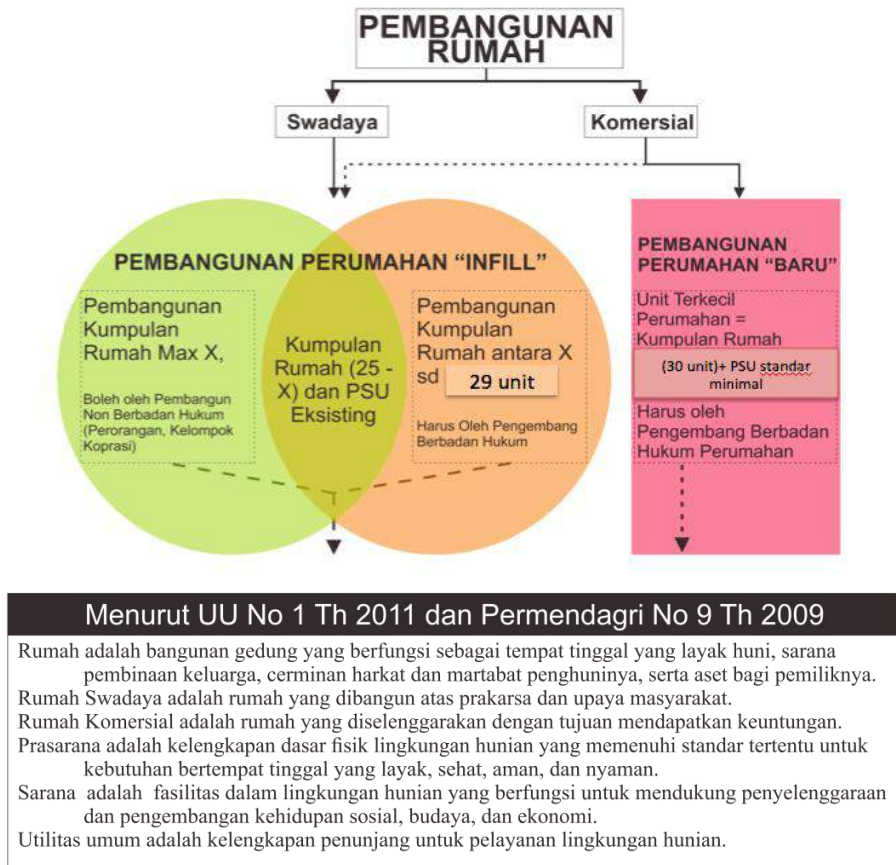 PEMBANGUNAN
RUMAH
Swadaya
Komersial
PEMBANGUNAN PERUMAHAN “INFILL”
Pembangunan
Kumpulan
Rumah Max X,
Boleh oleh Pembangun
Non Berbadan Hukum
(Perorangan, Kelompok
Koprasi)
Kumpulan
Rumah (25 -
X) dan PSU
Eksisting
Pembangunan
Kumpulan
Rumah antara X
sd 29 unit
Harus Oleh Pengembang
Berbadan Hukum
PEMBANGUNAN
PERUMAHAN “BARU”
Unit Terkecil
Perumahan =
Kumpulan Rumah
(30 unit)+ PSU standar
minimal
Harus oleh
Pengembang Berbadan
Hukum Perumahan
Menurut UU No 1 Th 2011 dan Permendagri No 9 Th 2009
Rumah adalah bangunan gedung yang berfungsi sebagai tempat tinggal yang layak huni, sarana
pembinaan keluarga, cerminan harkat dan martabat penghuninya, serta aset bagi pemiliknya.
Rumah Swadaya adalah rumah yang dibangun atas prakarsa dan upaya masyarakat.
Rumah Komersial adalah rumah yang diselenggarakan dengan tujuan mendapatkan keuntungan.
Prasarana adalah kelengkapan dasar fisik lingkungan hunian yang memenuhi standar tertentu untuk
kebutuhan bertempat tinggal yang layak, sehat, aman, dan nyaman.
Sarana adalah fasilitas dalam lingkungan hunian yang berfungsi untuk mendukung penyelenggaraan
dan pengembangan kehidupan sosial, budaya, dan ekonomi.
Utilitas umum adalah kelengkapan penunjang untuk pelayanan lingkungan hunian.